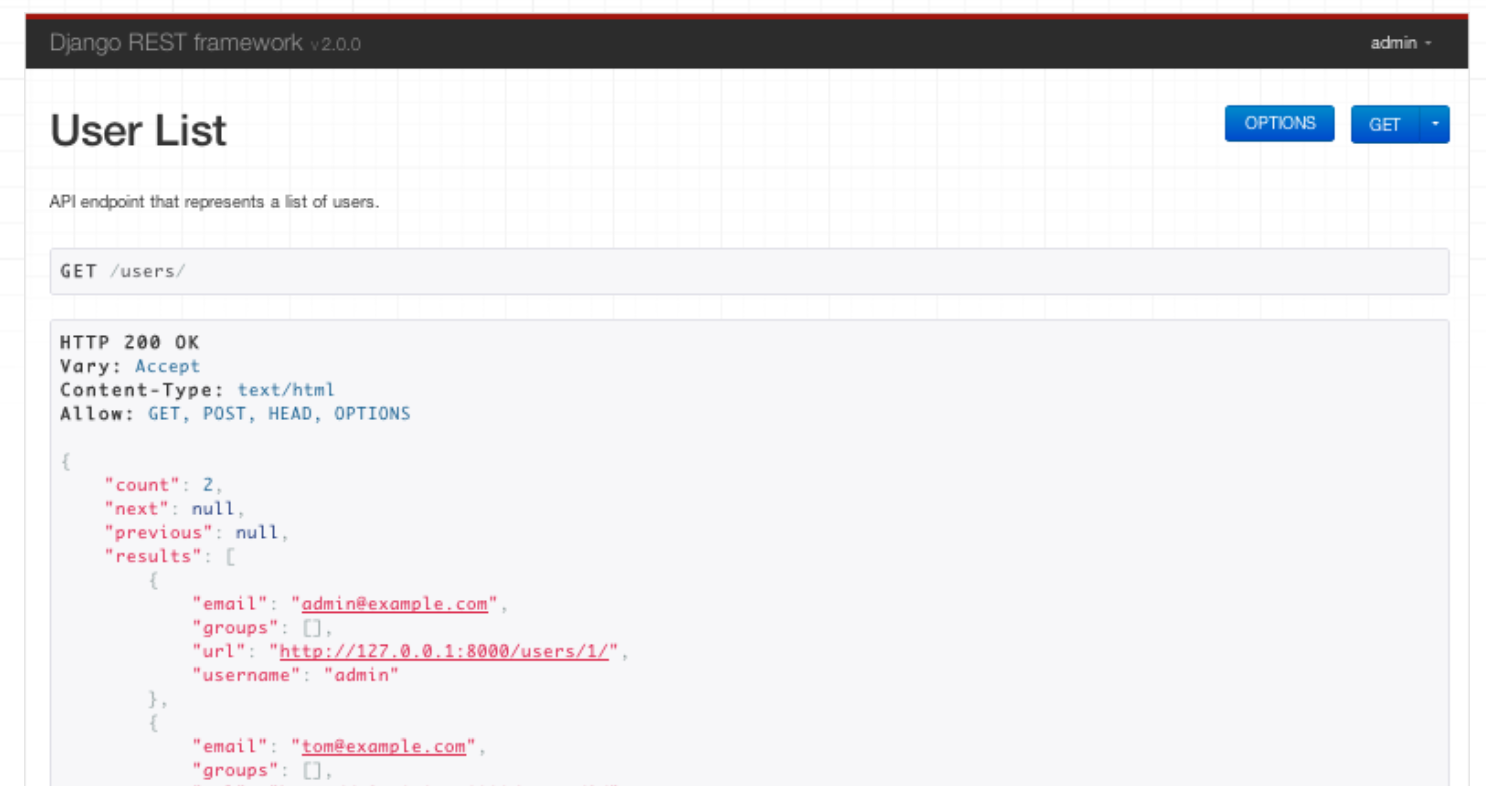 Django REST framework v 2.0.0
admin
User List
OPTIONS
GET
API endpoint that represents a list of users.
GET /users/
HTTP 200 OK
Vary: Accept
Content-Type: text/html
Allow: GET, POST, HEAD, OPTIONS
{
"count": 2,
"next": null,
"previous": null,
"results": [
{
"email": "admin@example.com",
"groups": [],
"url": "http://127.0.0.1:8000/users/1/",
"username": "admin"
},
{
"email": "tom@example.com",
"groups": [],